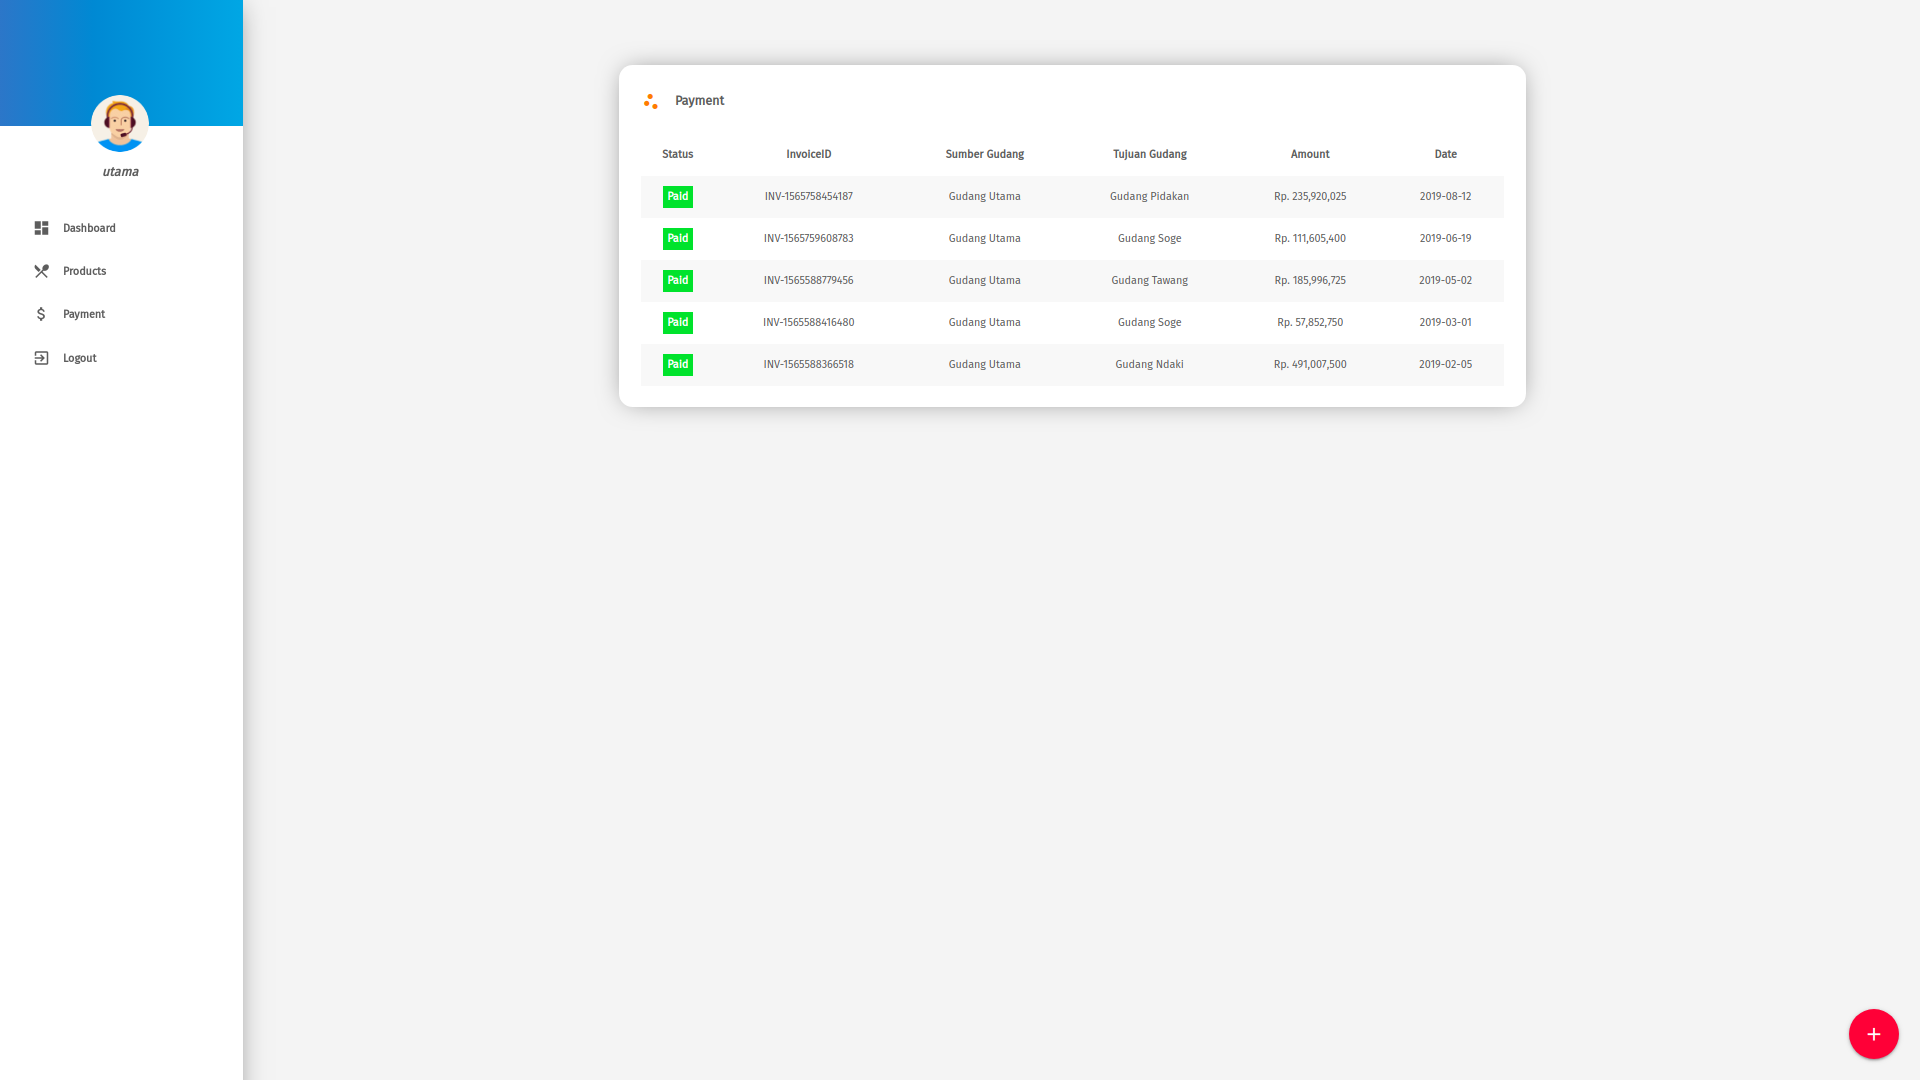 utama
Dashboard
Products
Payment
Logout
Payment
Status InvoiceID Sumber Gudang Tujuan Gudang Amount Date
Paid INV-1565758454187 Gudang Utama Gudang Pidakan Rp. 235,920,025 2019-08-12
Paid INV-1565759608783 Gudang Utama Gudang Soge Rp. 111,605,400 2019-06-19
Paid INV-1565588779456 Gudang Utama Gudang Tawang Rp. 185,996,725 2019-05-02
Paid INV-1565588416480 Gudang Utama Gudang Soge Rp. 57,852,750 2019-03-01
Paid INV-1565588366518 Gudang Utama Gudang Ndaki Rp. 491,007,500 2019-02-05